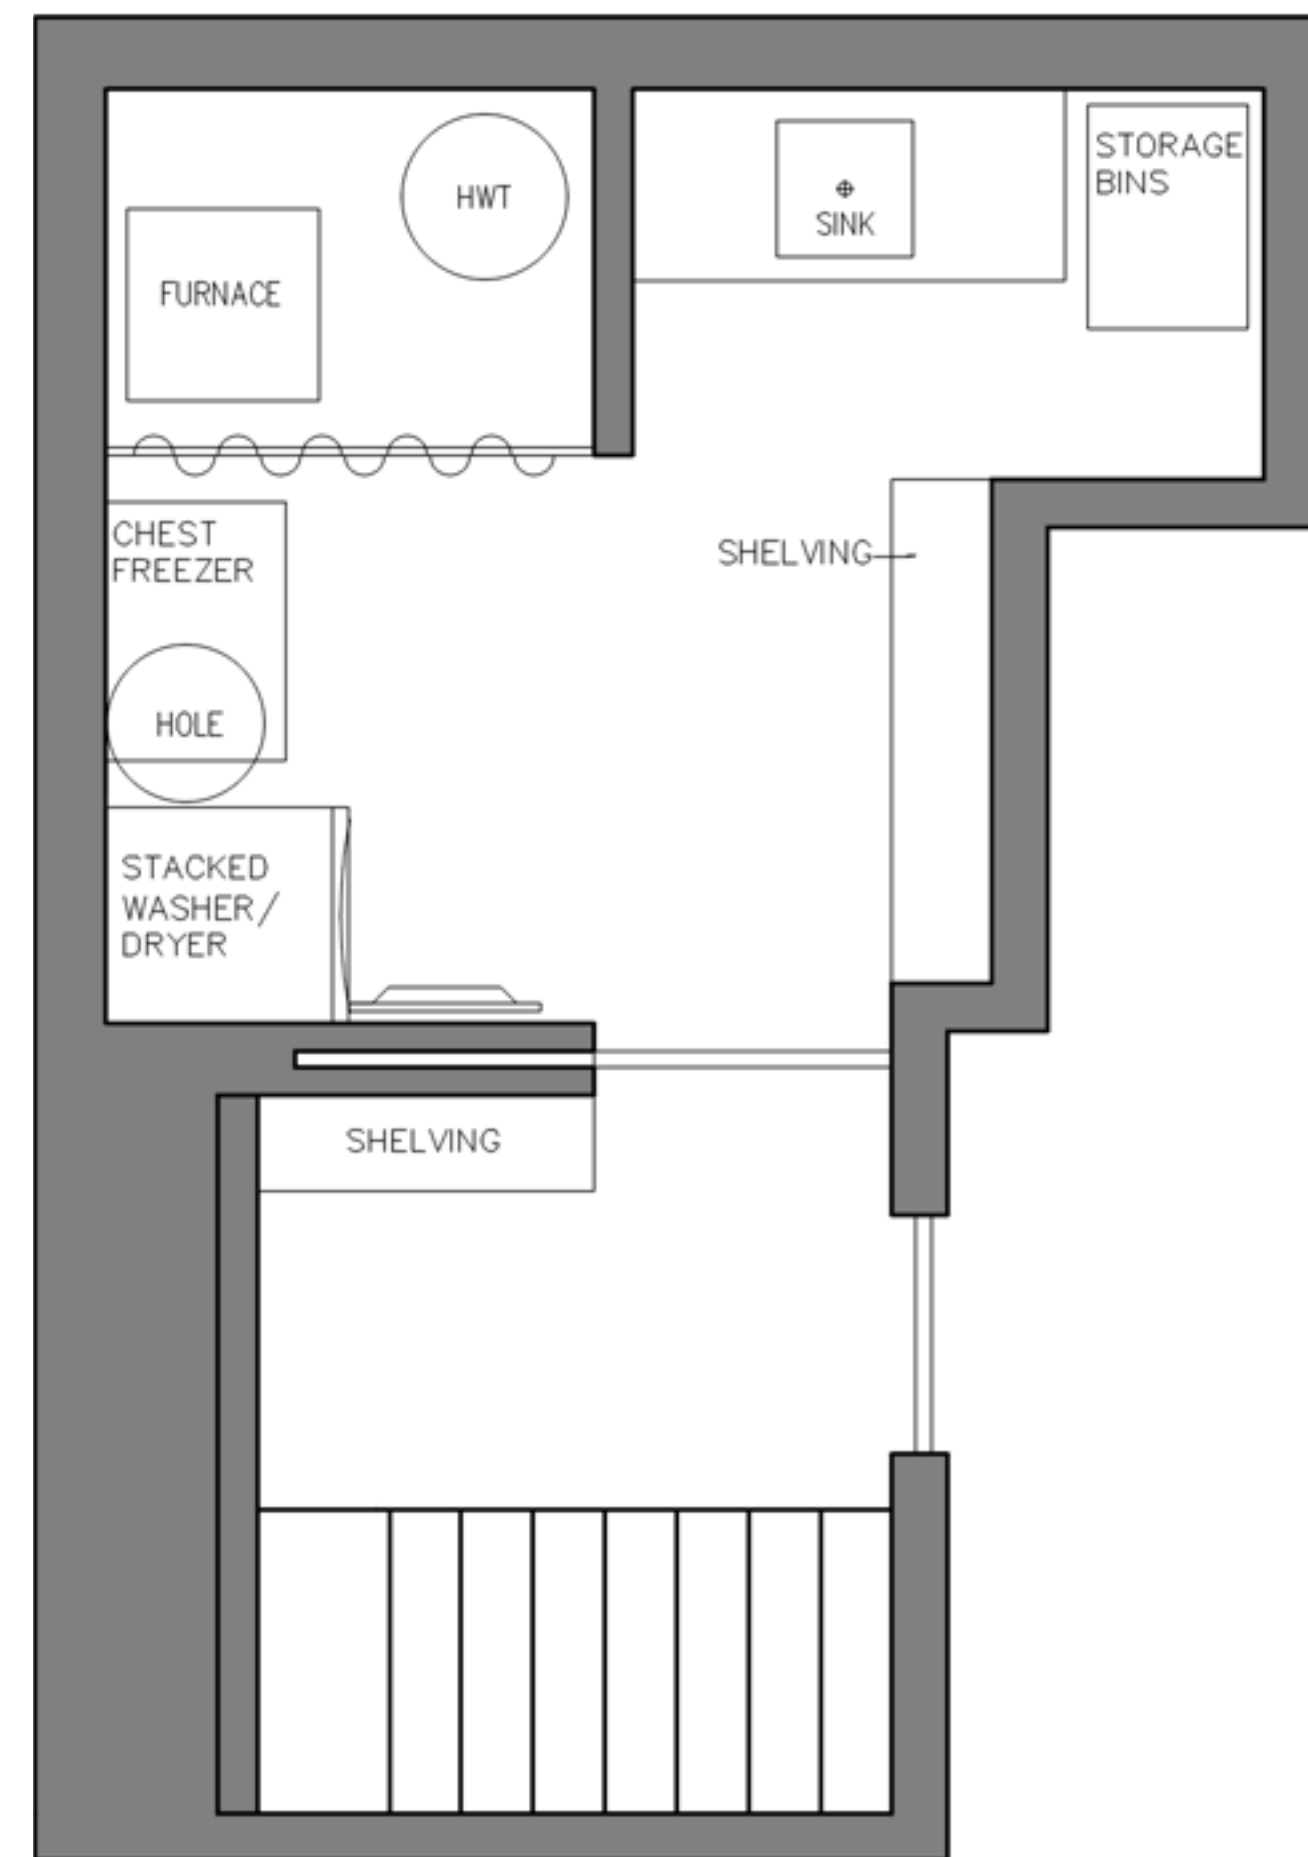 HWT
SINK
STORAGE
BINS
FURNACE
CHEST
FREEZER
SHELVING
HOLE
STACKED
WASHER/
DRYER
SHELVING